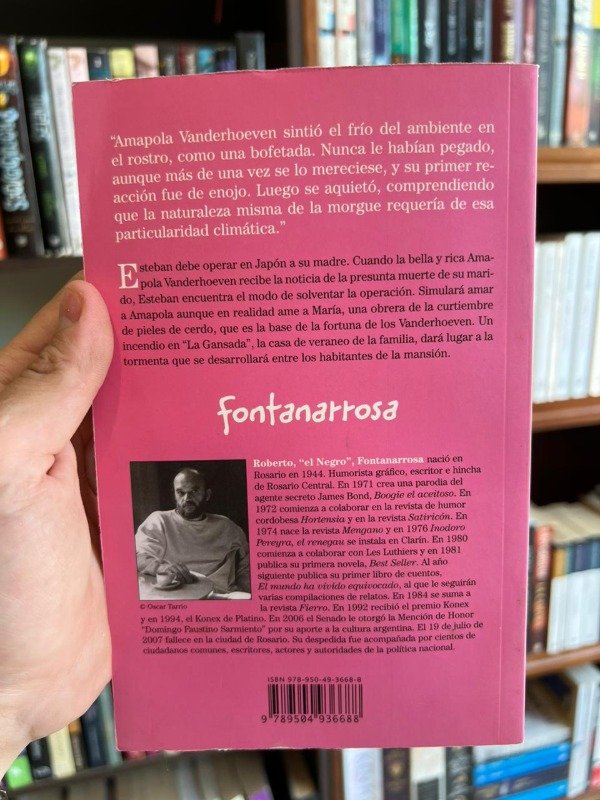 “Amapola Vanderhoeven sintió el frío del ambiente en
el rostro, como una bofetada. Nunca le habían pegado,
aunque más de una vez se lo mereciese, y su primer re-
acción fue de enojo. Luego se aquietó, comprendiendo
que la naturaleza misma de la morgue requería de esa
particularidad climática.”
Esteban debe operar en Japón a su madre. Cuando la bella y rica Ama-
pola Vanderhoeven recibe la noticia de la presunta muerte de su mari-
do, Esteban encuentra el modo de solventar la operación. Simulará amar
a Amapola aunque en realidad ame a María, una obrera de la curtiembre
de pieles de cerdo, que es la base de la fortuna de los Vanderhoeven. Un
incendio en “La Gansada”, la casa de veraneo de la familia, dará lugar a la
tormenta que se desarrollará entre los habitantes de la mansión.
fontanarrosa
Roberto, “el Negro”, Fontanarrosa nació en
Rosario en 1944. Humorista gráfico, escritor e hincha
de Rosario Central. En 1971 crea una parodia del
agente secreto James Bond, Boogie el aceitoso. En
1972 comienza a colaborar en la revista de humor
cordobesa Hortensia y en la revista Satiricón. En
1974 nace la revista Mengano y en 1976 Inodoro
Pereyra, el renegau se instala en Clarín. En 1980
comienza a colaborar con Les Luthiers y en 1981
publica su primera novela, Best Seller. Al año
siguiente publica su primer libro de cuentos,
El mundo ha vivido equivocado, al que le seguirán
varias compilaciones de relatos. En 1984 se suma a
la revista Fierro. En 1992 recibió el premio Konex
y en 1994, el Konex de Platino. En 2006 el Senado le otorgó la Mención de Honor
“Domingo Faustino Sarmiento” por su aporte a la cultura argentina. El 19 de julio de
2007 fallece en la ciudad de Rosario. Su despedida fue acompañada por cientos de
ciudadanos comunes, escritores, actores y autoridades de la política nacional.
© Oscar Tarrio
ISBN 978-950-49-3668-8
9 789504 936688